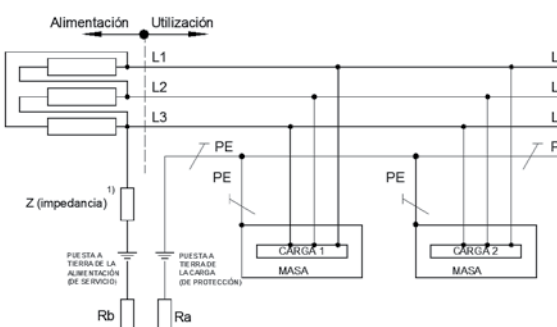 Alimentación Utilización
L1
L2
L3
PE
PE
PE
1)
Z (impedancia)
CARGA 1
MASA
CARGA 2
MASA
PUESTA A
TIERRA DE LA
ALIMENTACIÓN
(DE SERVICIO)
PUESTA A
TIERRA DE
LA CARGA
(DE PROTECCIÓN)
Rb
Ra